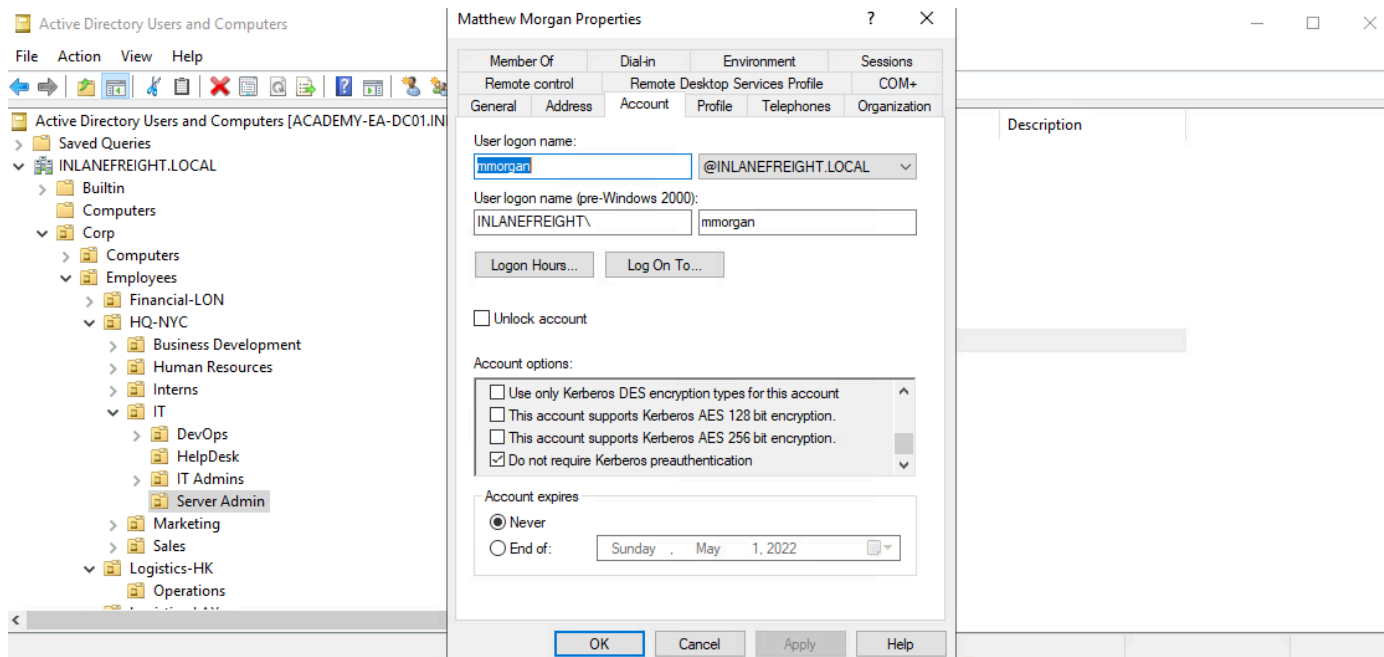 Active Directory Users and Computers
File Action View Help
Active Directory Users and Computers [ACADEMY-EA-DC01.IN
Saved Queries
INLANEFREIGHT.LOCAL
Builtin
Computers
Corp
Computers
Employees
Financial-LON
HQ-NYC
Business Development
Human Resources
Interns
IT
DevOps
HelpDesk
IT Admins
Server Admin
Marketing
Sales
Logistics-HK
Operations
Matthew Morgan Properties
Member Of Dial-in Environment Sessions
Remote control Remote Desktop Services Profile COM+
General Address Account Profile Telephones Organization
User logon name:
mmorgan @INLANEFREIGHT.LOCAL
User logon name (pre-Windows 2000):
INLANEFREIGHT\ mmorgan
Logon Hours... Log On To...
Unlock account
Account options:
Use only Kerberos DES encryption types for this account
This account supports Kerberos AES 128 bit encryption.
This account supports Kerberos AES 256 bit encryption.
Do not require Kerberos preauthentication
Account expires
Never
End of: Sunday , May 1, 2022
OK Cancel Apply Help
Description